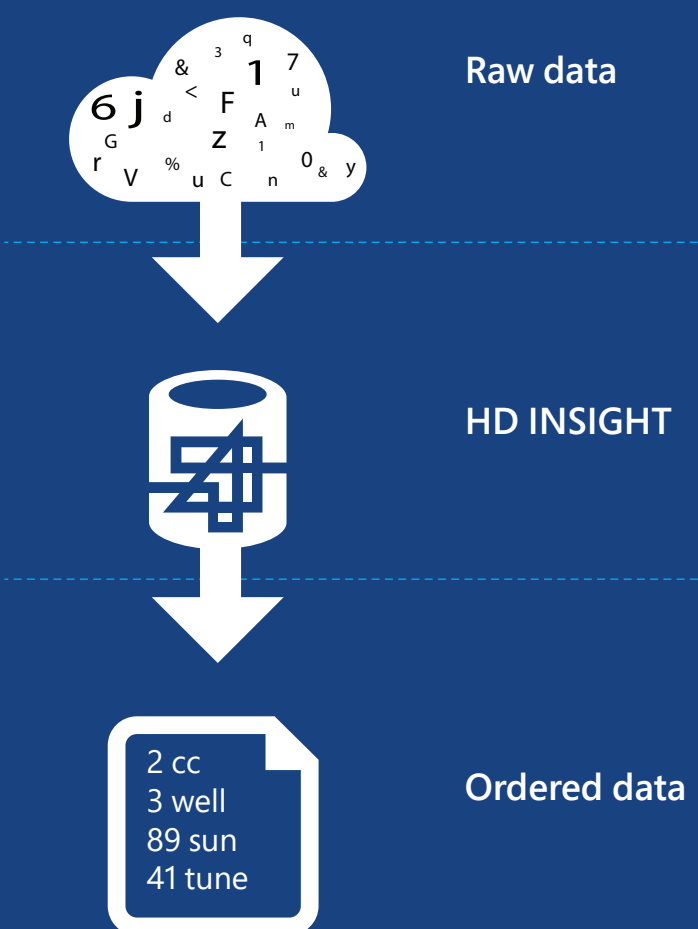 q
3
1
7
&
<
u
6
j
F
d
A
m
G
z
1
r
%
0
&
y
V
u
C
n
Raw data
HD INSIGHT
2 cc
3 well
89 sun
41 tune
Ordered data